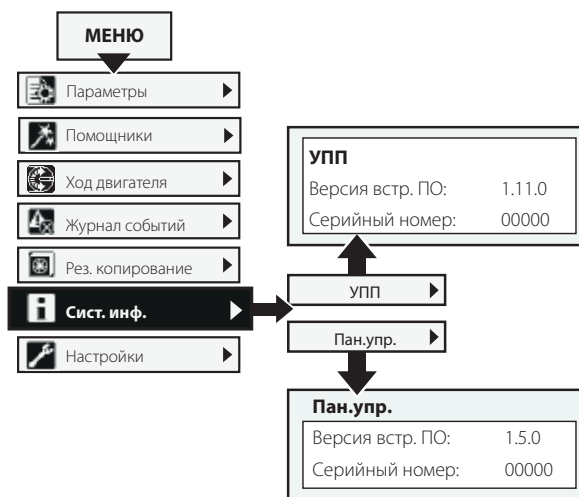 МЕНЮ
Параметры
Помощники
Ход двигателя
Журнал событий
Рез. копирование
Сист. инф.
Настройки
УПП
Версия встр. ПО: 1.11.0
Серийный номер: 00000
УПП
Пан.упр.
Пан.упр.
Версия встр. ПО: 1.5.0
Серийный номер: 00000